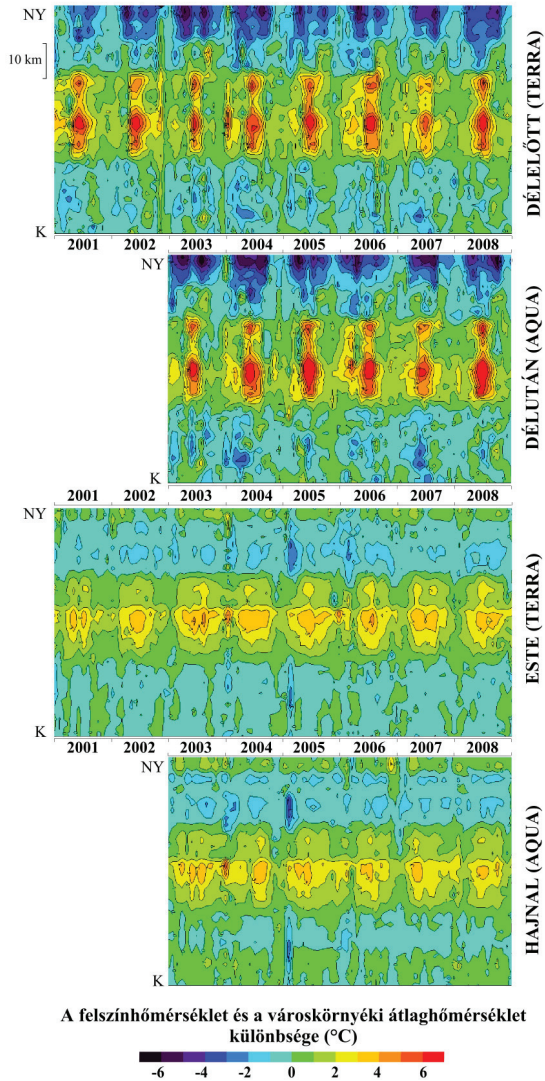 NY
10 km
K
DÉLELŐTT (TERRA)
2001 2002 2003 2004 2005 2006 2007 2008
NY
K
DÉLUTÁN (AQUA)
2001 2002 2003 2004 2005 2006 2007 2008
NY
K
ESTE (TERRA)
2001 2002 2003 2004 2005 2006 2007 2008
NY
K
HAJNAL (AQUA)
A felszínhőmérséklet és a városkörnyéki átlaghőmérséklet
különbsége (°C)
-6 -4 -2 0 2 4 6